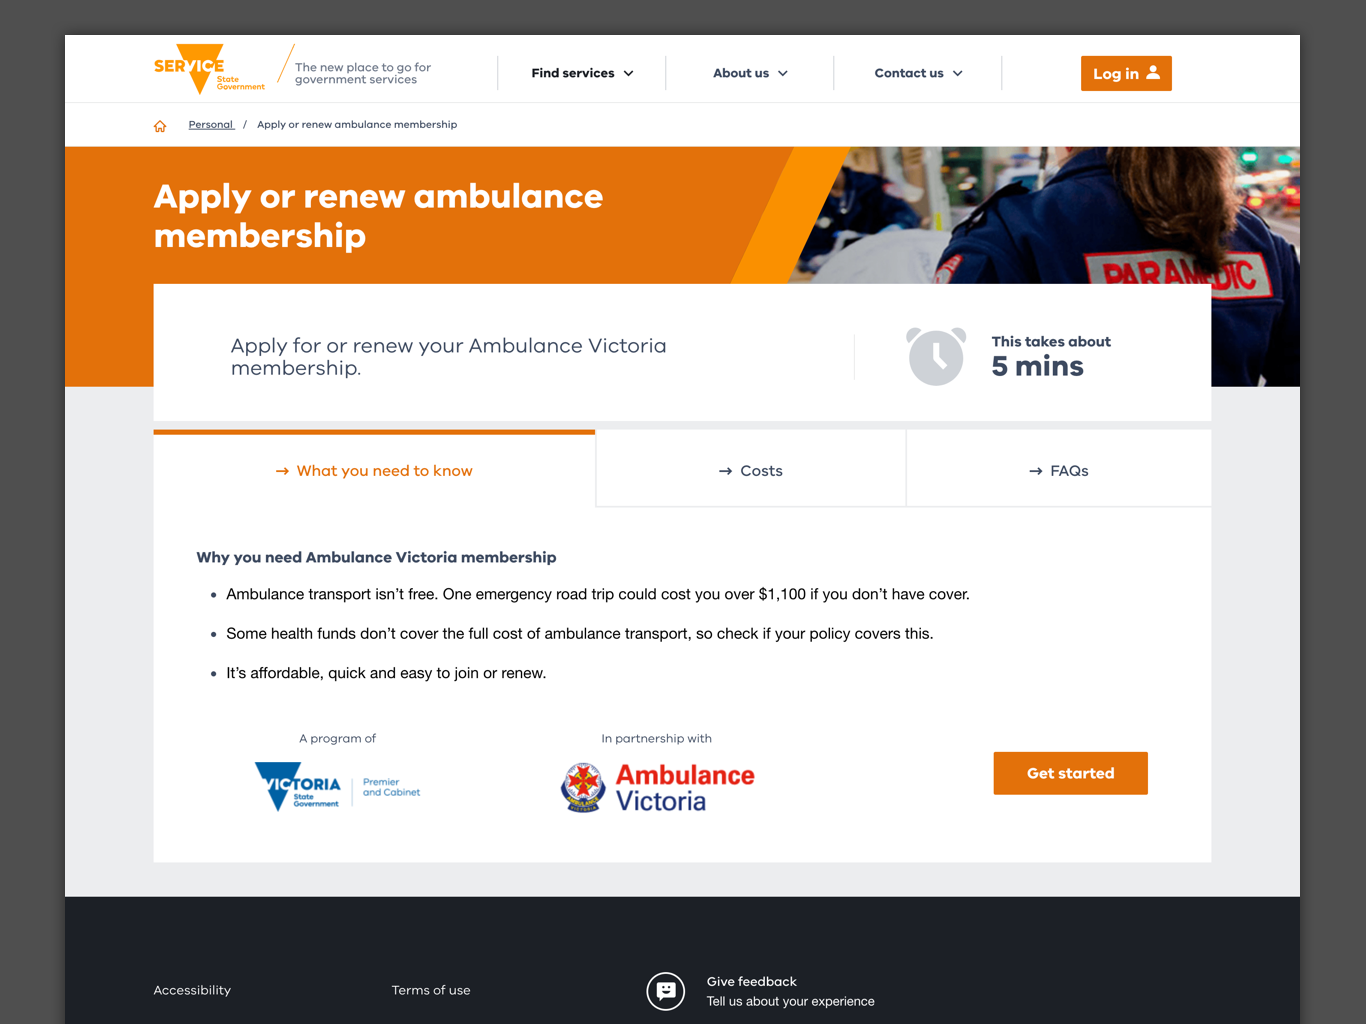 SERVICE
State
Government
The new place to go for
government services
Find services
About us
Contact us
Log in
Personal / Apply or renew ambulance membership
Apply or renew ambulance
membership
PARAMEDIC
Apply for or renew your Ambulance Victoria
membership.
This takes about
5 mins
→ What you need to know
→ Costs
→ FAQs
Why you need Ambulance Victoria membership
• Ambulance transport isn’t free. One emergency road trip could cost you over $1,100 if you don’t have cover.
• Some health funds don’t cover the full cost of ambulance transport, so check if your policy covers this.
• It’s affordable, quick and easy to join or renew.
A program of
VICTORIA
State
Government
Premier
and Cabinet
In partnership with
AMBULANCE
VICTORIA
Ambulance
Victoria
Get started
Accessibility
Terms of use
Give feedback
Tell us about your experience